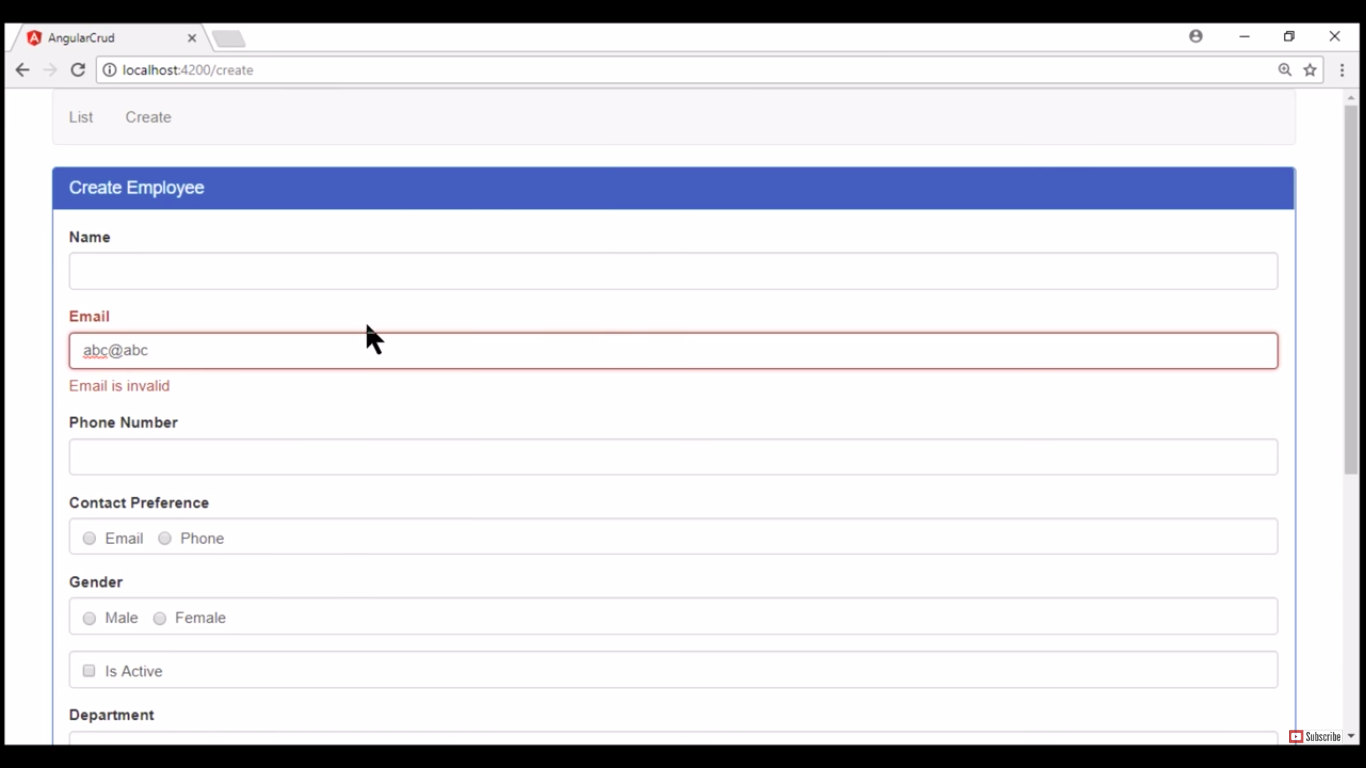 AngularCrud
localhost:4200/create
List Create
Create Employee
Name
Email
abc@abc
Email is invalid
Phone Number
Contact Preference
Email Phone
Gender
Male Female
Is Active
Department
Subscribe